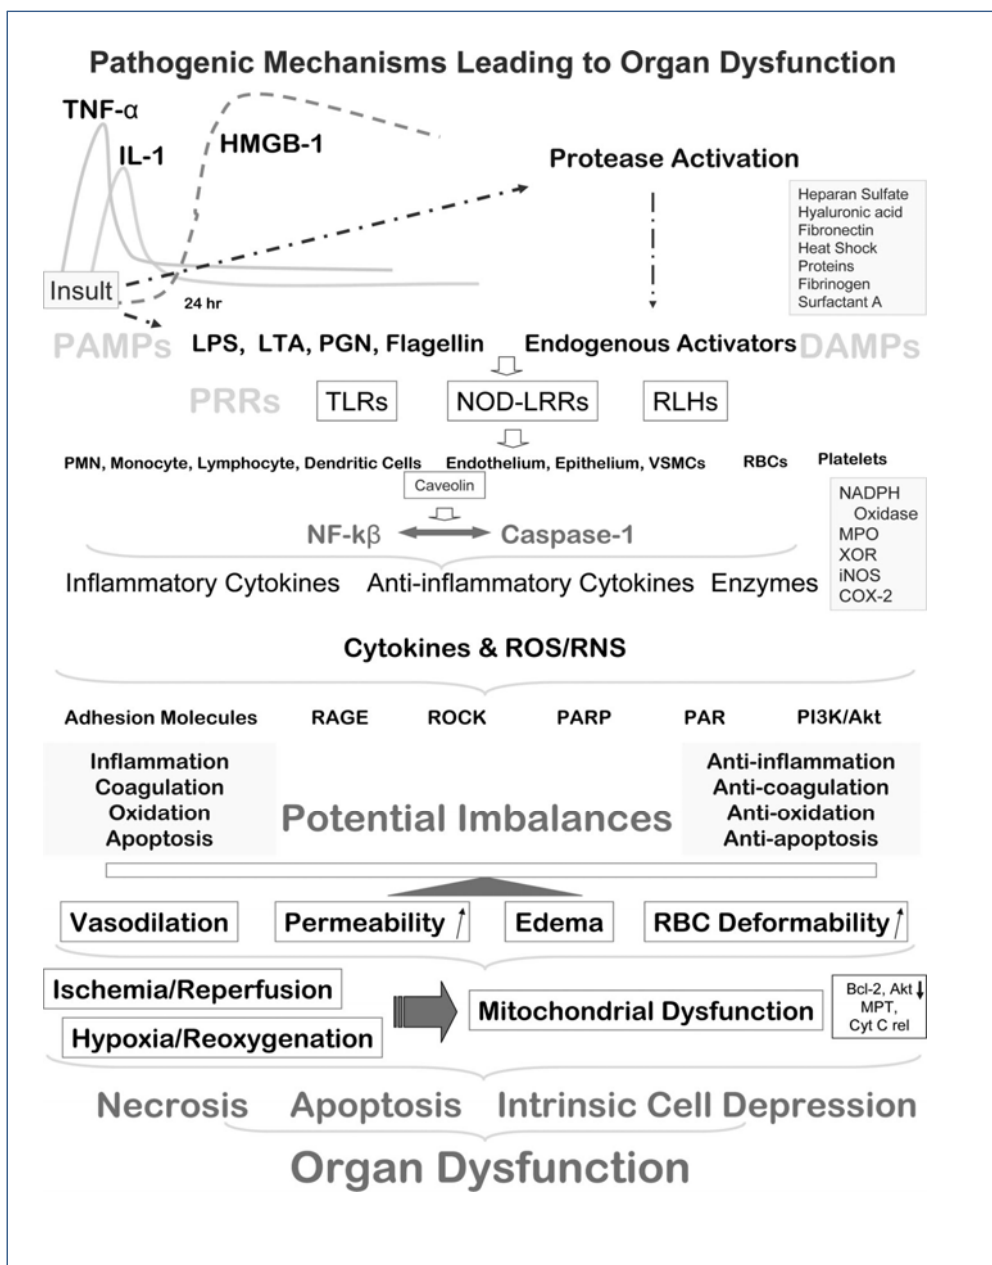 Pathogenic Mechanisms Leading to Organ Dysfunction
TNF-α
IL-1
HMGB-1
Protease Activation
Heparan Sulfate
Hyaluronic acid
Fibronectin
Heat Shock
Proteins
Fibrinogen
Surfactant A
Insult
24 hr
PAMPs
LPS, LTA, PGN, Flagellin
Endogenous Activators
DAMPs
PRRs
TLRs
NOD-LRRs
RLHs
PMN, Monocyte, Lymphocyte, Dendritic Cells
Endothelium, Epithelium, VSMCs
RBCs
Platelets
Caveolin
NADPH
Oxidase
MPO
XOR
iNOS
COX-2
NF-kβ
Caspase-1
Inflammatory Cytokines
Anti-inflammatory Cytokines
Enzymes
Cytokines & ROS/RNS
Adhesion Molecules
RAGE
ROCK
PARP
PAR
PI3K/Akt
Inflammation
Coagulation
Oxidation
Apoptosis
Potential Imbalances
Anti-inflammation
Anti-coagulation
Anti-oxidation
Anti-apoptosis
Vasodilation
Permeability
Edema
RBC Deformability
Ischemia/Reperfusion
Hypoxia/Reoxygenation
Mitochondrial Dysfunction
Bcl-2, Akt
MPT,
Cyt C rel
Necrosis
Apoptosis
Intrinsic Cell Depression
Organ Dysfunction